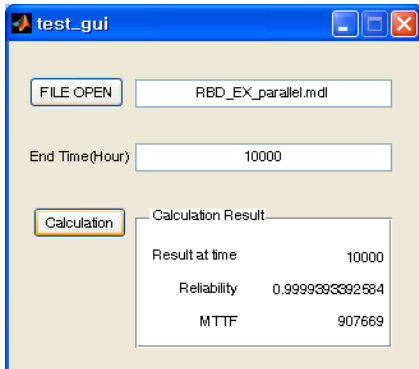 test_gui
FILE OPEN RBD_EX_parallel.mdl
End Time(Hour) 10000
Calculation Calculation Result
Result at time 10000
Reliability 0.9999393392684
MTTF 907669